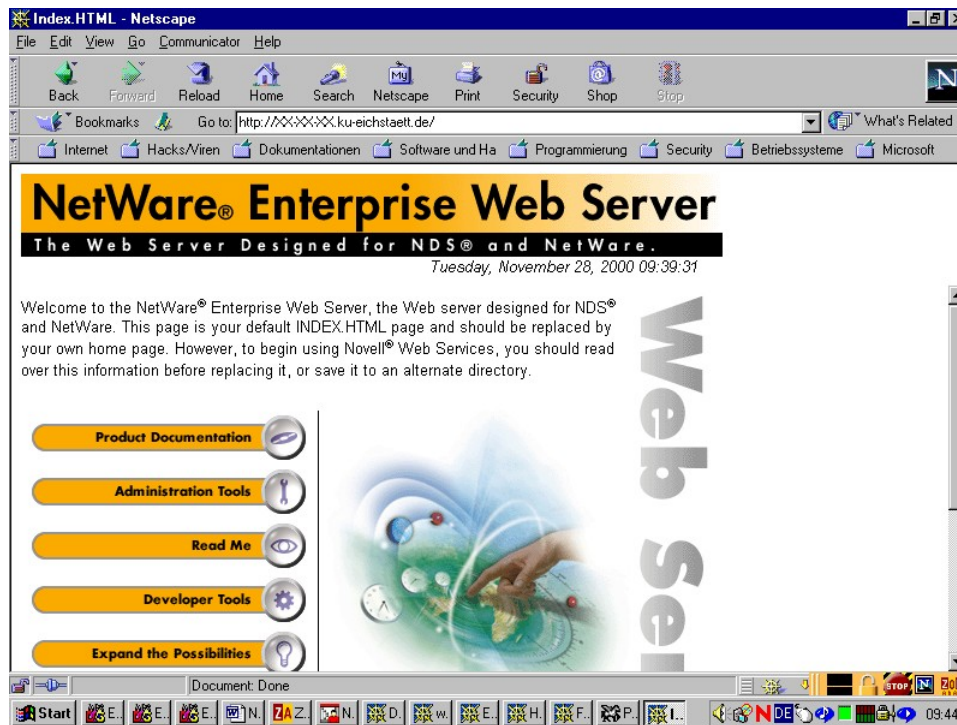 Index.HTML - Netscape
File Edit View Go Communicator Help
Back Forward Reload Home Search Netscape Print Security Shop Stop
Bookmarks Go to: http://XX-XX-XX.ku-eichstaett.de/ What's Related
Internet Hacks/Viren Dokumentationen Software und Ha Programmierung Security Betriebssysteme Microsoft
NetWare® Enterprise Web Server
The Web Server Designed for NDS® and NetWare.
Tuesday, November 28, 2000 09:39:31
Welcome to the NetWare® Enterprise Web Server, the Web server designed for NDS®
and NetWare. This page is your default INDEX.HTML page and should be replaced by
your own home page. However, to begin using Novell® Web Services, you should read
over this information before replacing it, or save it to an alternate directory.
Web Ser
Product Documentation
Administration Tools
Read Me
Developer Tools
Expand the Possibilities
Document: Done
STOP
Start E.. E.. E.. N. Z. N. D. w. E.. H. F.. P.. I.. N DE 09:44